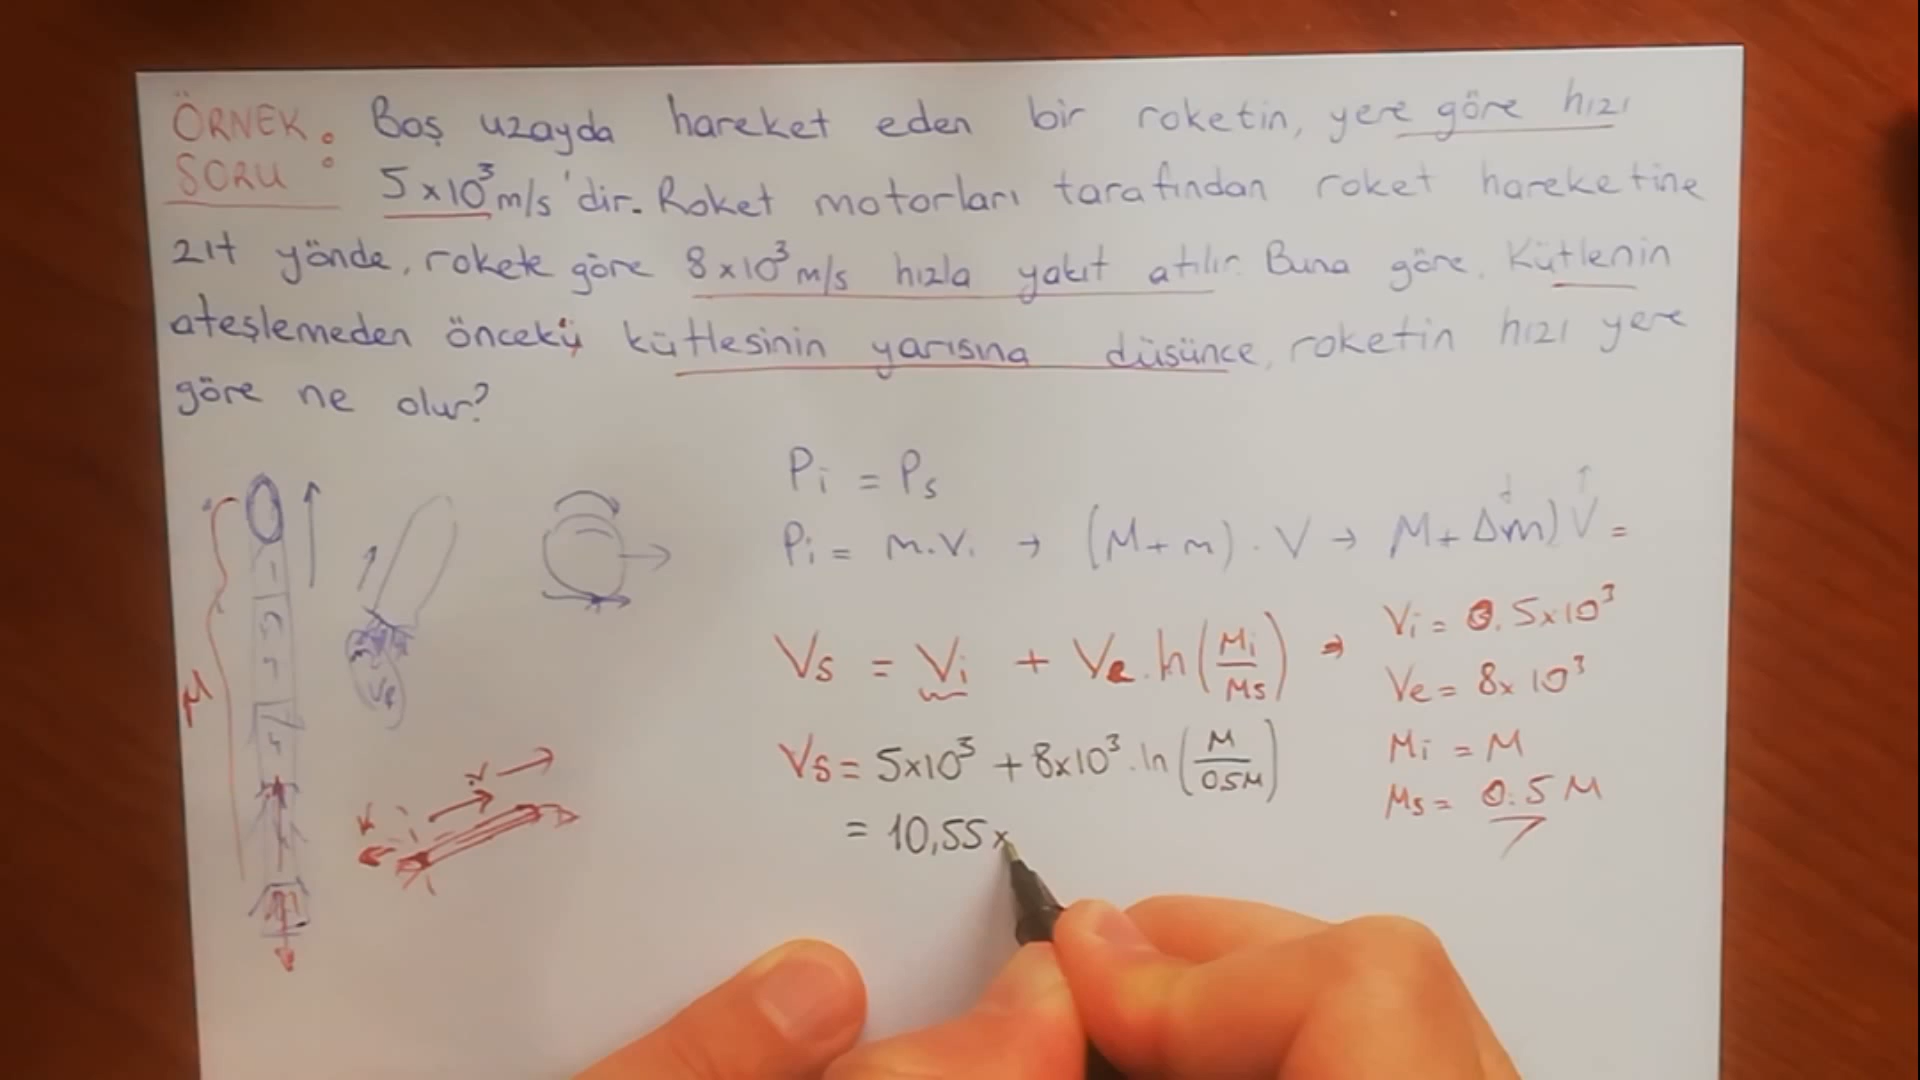 ÖRNEK SORU: Boş uzayda hareket eden bir roketin, yere göre hızı
5x10³ m/s'dir. Roket motorları tarafından roket hareketine
zıt yönde, rokete göre 8x10³ m/s hızla yakıt atılır. Buna göre, Kütlenin
ateşlemeden önceki kütlesinin yarısına düşünce, roketin hızı yere
göre ne olur?
Pi = Ps
Pi = m.Vi → (M+m).V → M+Δm)V =
Vs = Vi + Ve.ln(Mi/Ms) ⇒
Vi = 0.5x10³
Ve = 8x10³
Mi = M
Ms = 0.5M
Vs = 5x10³ + 8x10³.ln(M/0.5M)
= 10,55x
M